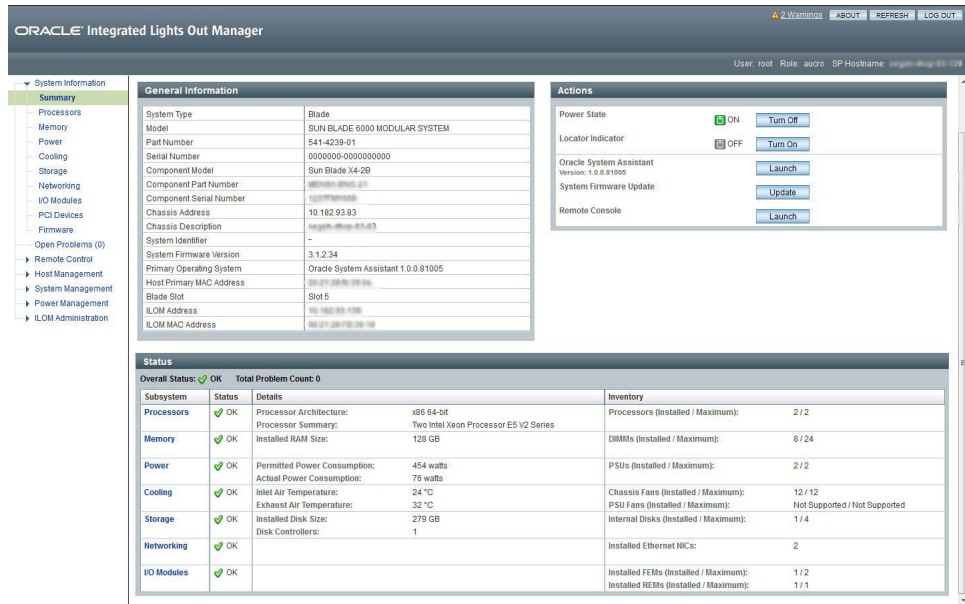 2 Warnings ABOUT REFRESH LOG OUT
ORACLE Integrated Lights Out Manager
User: root Role: aucro SP Hostname:
System Information
Summary
Processors
Memory
Power
Cooling
Storage
Networking
I/O Modules
PCI Devices
Firmware
Open Problems (0)
Remote Control
Host Management
System Management
Power Management
ILOM Administration
General Information
System Type Blade
Model SUN BLADE 6000 MODULAR SYSTEM
Part Number 541-4239-01
Serial Number 0000000-0000000000
Component Model Sun Blade X4-2B
Component Part Number
Component Serial Number
Chassis Address 10.182.93.83
Chassis Description
System Identifier -
System Firmware Version 3.1.2.34
Primary Operating System Oracle System Assistant 1.0.0.81005
Host Primary MAC Address
Blade Slot Slot 5
ILOM Address
ILOM MAC Address
Actions
Power State ON Turn Off
Locator Indicator OFF Turn On
Oracle System Assistant Launch
Version: 1.0.0.81005
System Firmware Update Update
Remote Console Launch
Status
Overall Status: OK Total Problem Count: 0
Subsystem Status Details Inventory
Processors OK Processor Architecture: x86 64-bit Processors (Installed / Maximum): 2 / 2
Processor Summary: Two Intel Xeon Processor E5 V2 Series
Memory OK Installed RAM Size: 128 GB DIMMs (Installed / Maximum): 8 / 24
Power OK Permitted Power Consumption: 454 watts PSUs (Installed / Maximum): 2 / 2
Actual Power Consumption: 76 watts
Cooling OK Inlet Air Temperature: 24 °C Chassis Fans (Installed / Maximum): 12 / 12
Exhaust Air Temperature: 32 °C PSU Fans (Installed / Maximum): Not Supported / Not Supported
Storage OK Installed Disk Size: 279 GB Internal Disks (Installed / Maximum): 1 / 4
Disk Controllers: 1
Networking OK Installed Ethernet NICs: 2
I/O Modules OK Installed FEMs (Installed / Maximum): 1 / 2
Installed REMs (Installed / Maximum): 1 / 1